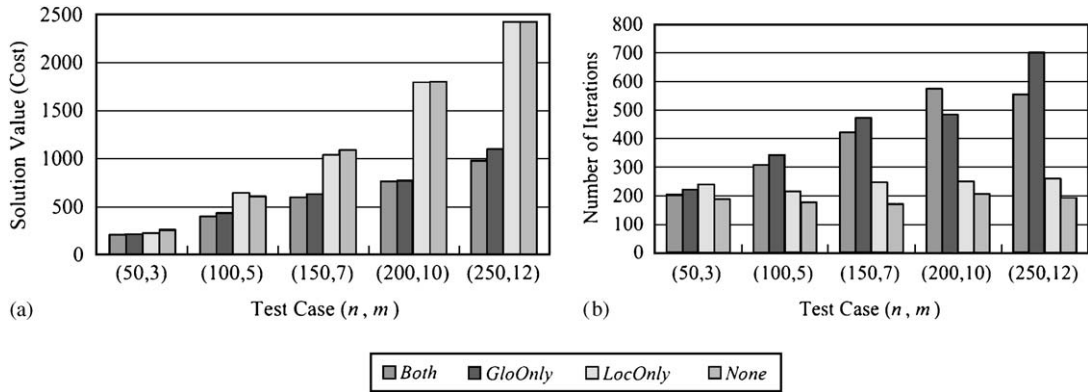 2500
2000
1500
1000
500
0
Solution Value (Cost)
(50,3) (100,5) (150,7) (200,10) (250,12)
(a) Test Case (n, m)
800
700
600
500
400
300
200
100
0
Number of Iterations
(50,3) (100,5) (150,7) (200,10) (250,12)
(b) Test Case (n, m)
Both GloOnly LocOnly None